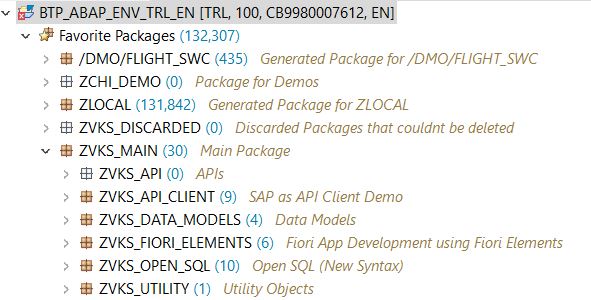 BTP_ABAP_ENV_TRL_EN [TRL, 100, CB9980007612, EN]
Favorite Packages (132,307)
/DMO/FLIGHT_SWC (435) Generated Package for /DMO/FLIGHT_SWC
ZCHI_DEMO (0) Package for Demos
ZLOCAL (131,842) Generated Package for ZLOCAL
ZVKS_DISCARDED (0) Discarded Packages that couldnt be deleted
ZVKS_MAIN (30) Main Package
ZVKS_API (0) APIs
ZVKS_API_CLIENT (9) SAP as API Client Demo
ZVKS_DATA_MODELS (4) Data Models
ZVKS_FIORI_ELEMENTS (6) Fiori App Development using Fiori Elements
ZVKS_OPEN_SQL (10) Open SQL (New Syntax)
ZVKS_UTILITY (1) Utility Objects